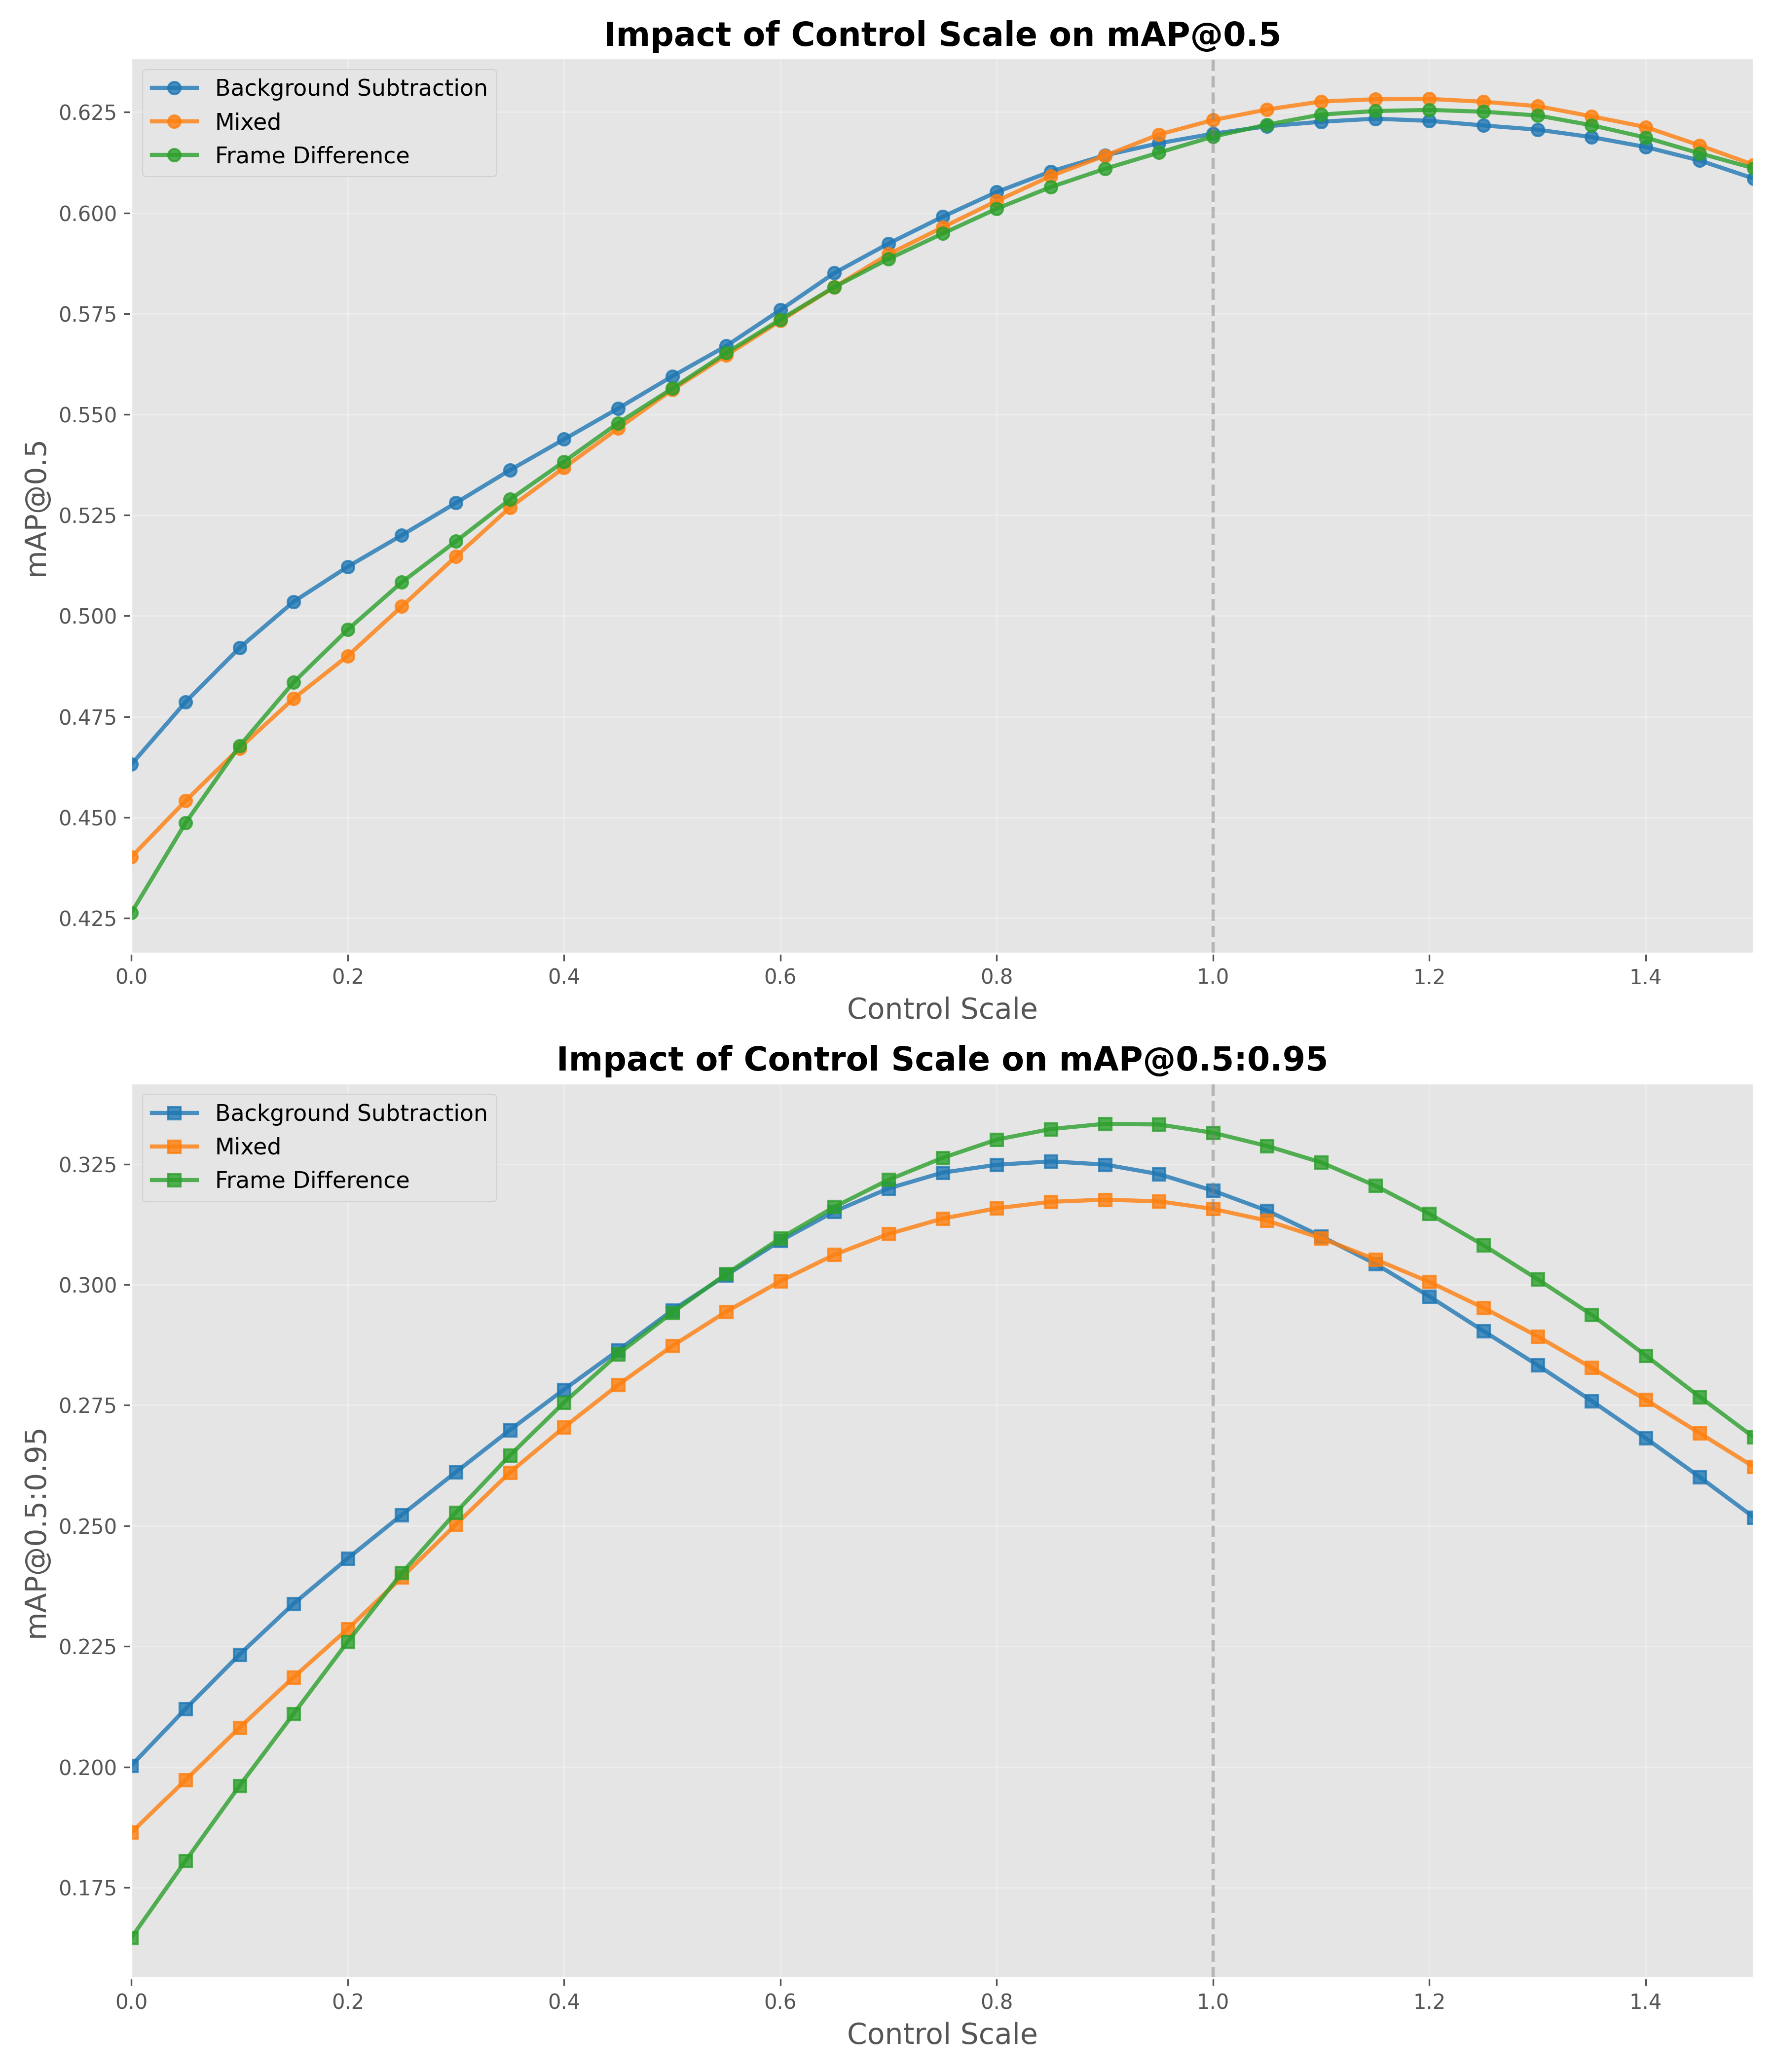 Impact of Control Scale on mAP@0.5
Background Subtraction
Mixed
Frame Difference
mAP@0.5
0.625
0.600
0.575
0.550
0.525
0.500
0.475
0.450
0.425
0.0 0.2 0.4 0.6 0.8 1.0 1.2 1.4
Control Scale
Impact of Control Scale on mAP@0.5:0.95
Background Subtraction
Mixed
Frame Difference
mAP@0.5:0.95
0.325
0.300
0.275
0.250
0.225
0.200
0.175
0.0 0.2 0.4 0.6 0.8 1.0 1.2 1.4
Control Scale